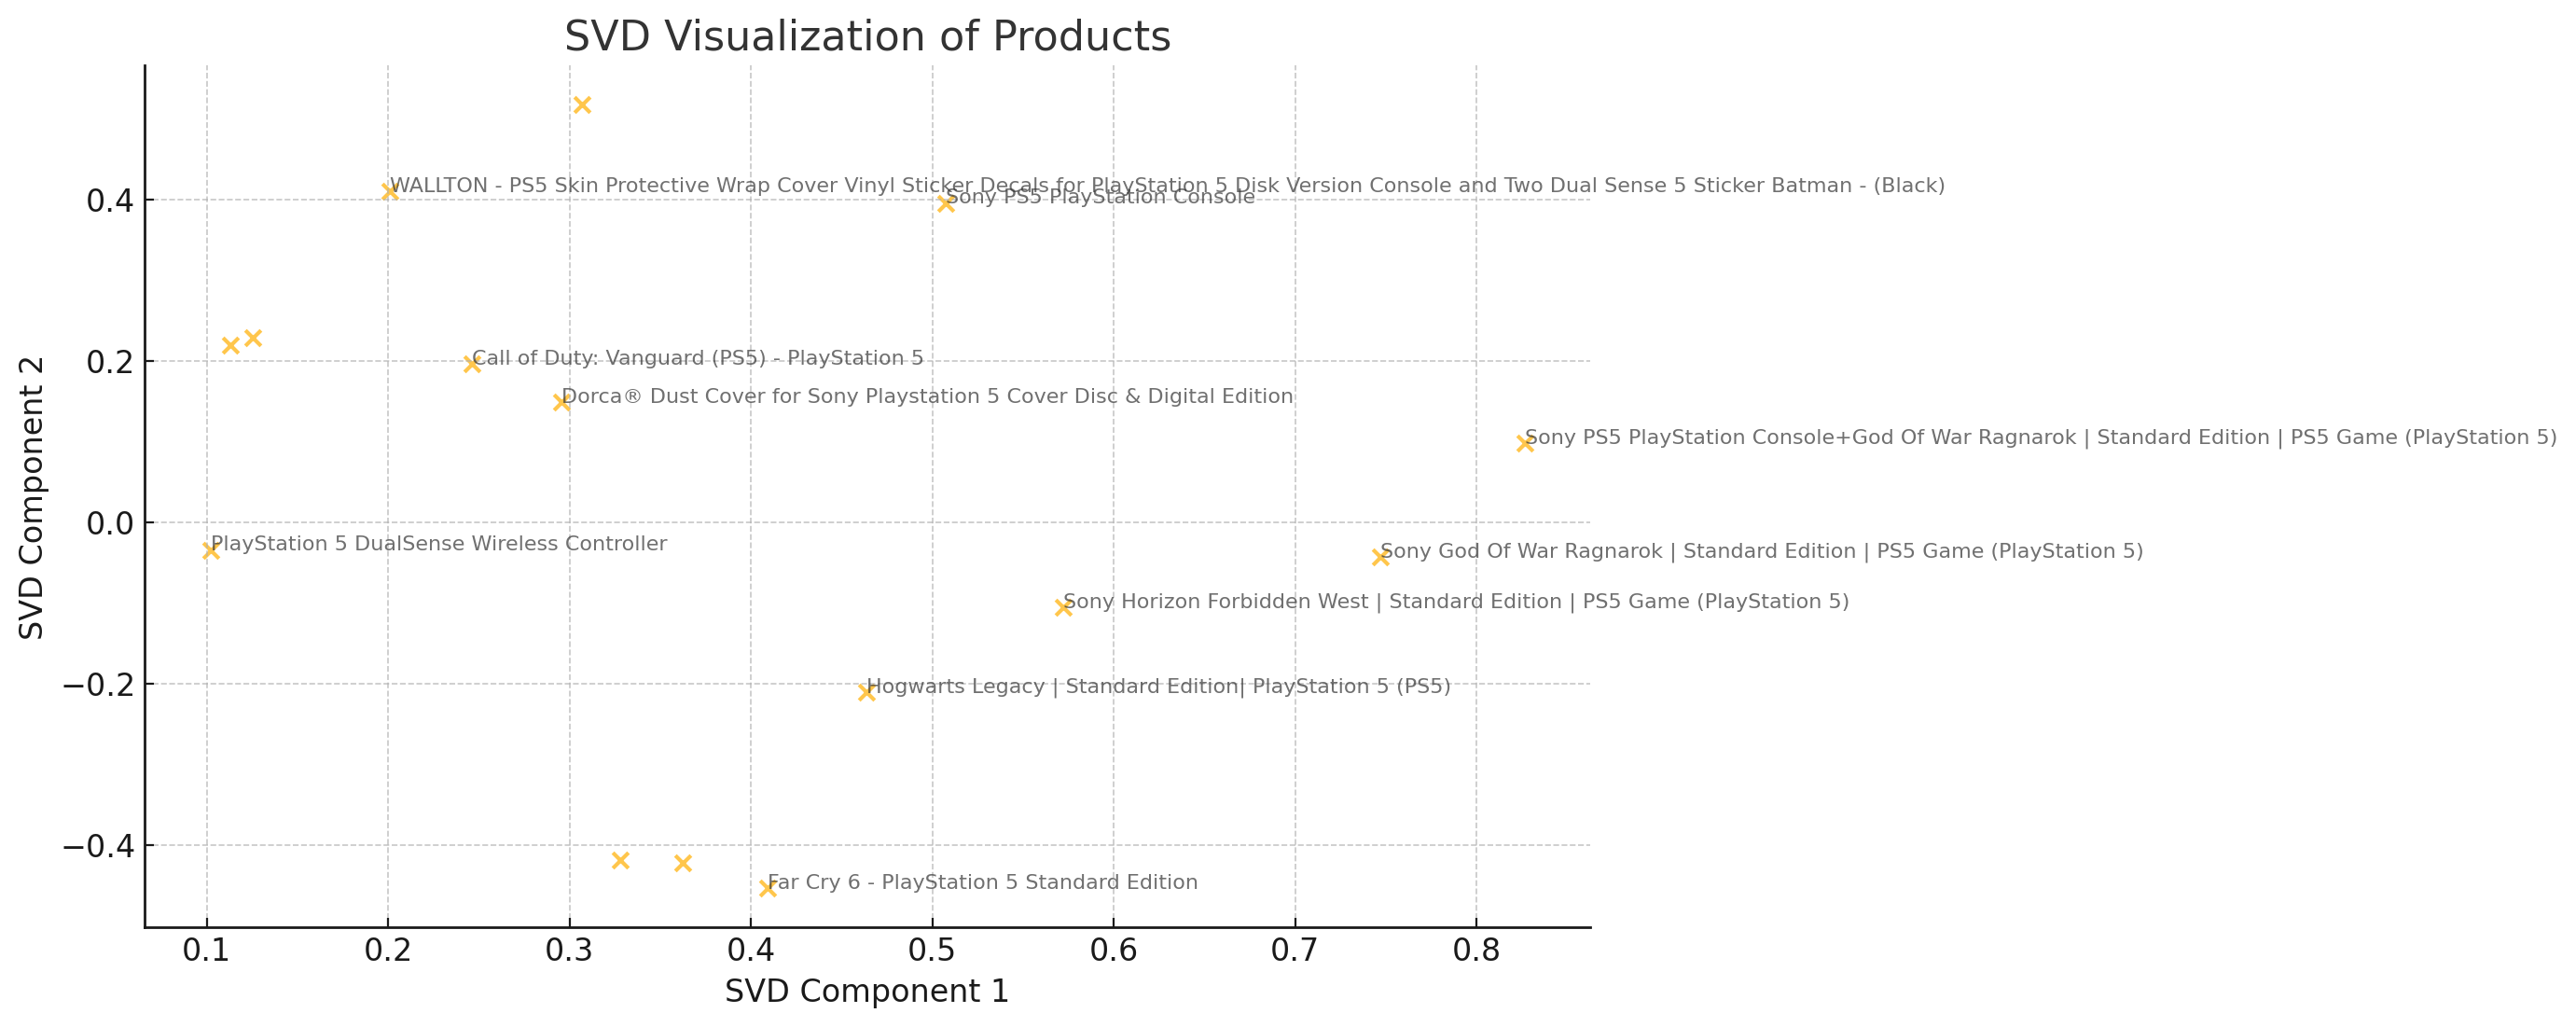 SVD Visualization of Products
WALLTON - PS5 Skin Protective Wrap Cover Vinyl Sticker Decals for PlayStation 5 Disk Version Console and Two Dual Sense 5 Sticker Batman - (Black)
Sony PS5 PlayStation Console
Call of Duty: Vanguard (PS5) - PlayStation 5
Dorca® Dust Cover for Sony Playstation 5 Cover Disc & Digital Edition
Sony PS5 PlayStation Console+God Of War Ragnarok | Standard Edition | PS5 Game (PlayStation 5)
PlayStation 5 DualSense Wireless Controller
Sony God Of War Ragnarok | Standard Edition | PS5 Game (PlayStation 5)
Sony Horizon Forbidden West | Standard Edition | PS5 Game (PlayStation 5)
Hogwarts Legacy | Standard Edition| PlayStation 5 (PS5)
Far Cry 6 - PlayStation 5 Standard Edition
SVD Component 2
0.4
0.2
0.0
−0.2
−0.4
0.1 0.2 0.3 0.4 0.5 0.6 0.7 0.8
SVD Component 1